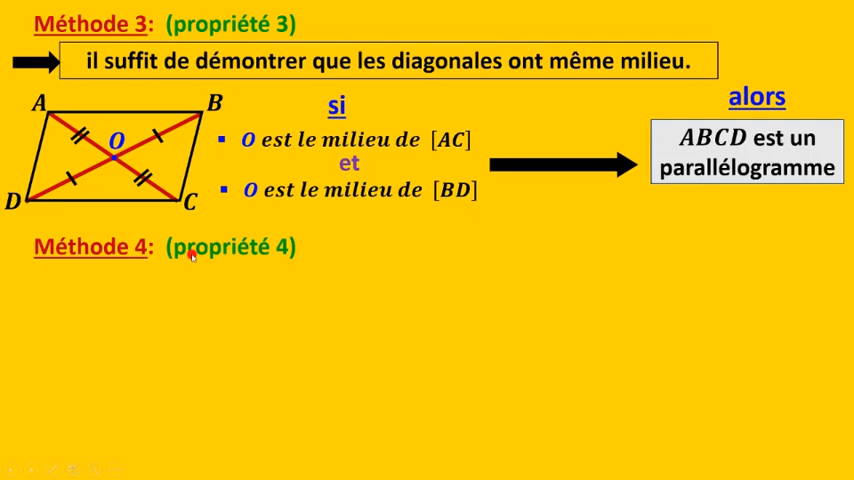 Méthode 3: (propriété 3)
il suffit de démontrer que les diagonales ont même milieu.
A
B
O
D
C
si
▪ O est le milieu de [AC]
et
▪ O est le milieu de [BD]
alors
ABCD est un
parallélogramme
Méthode 4: (propriété 4)